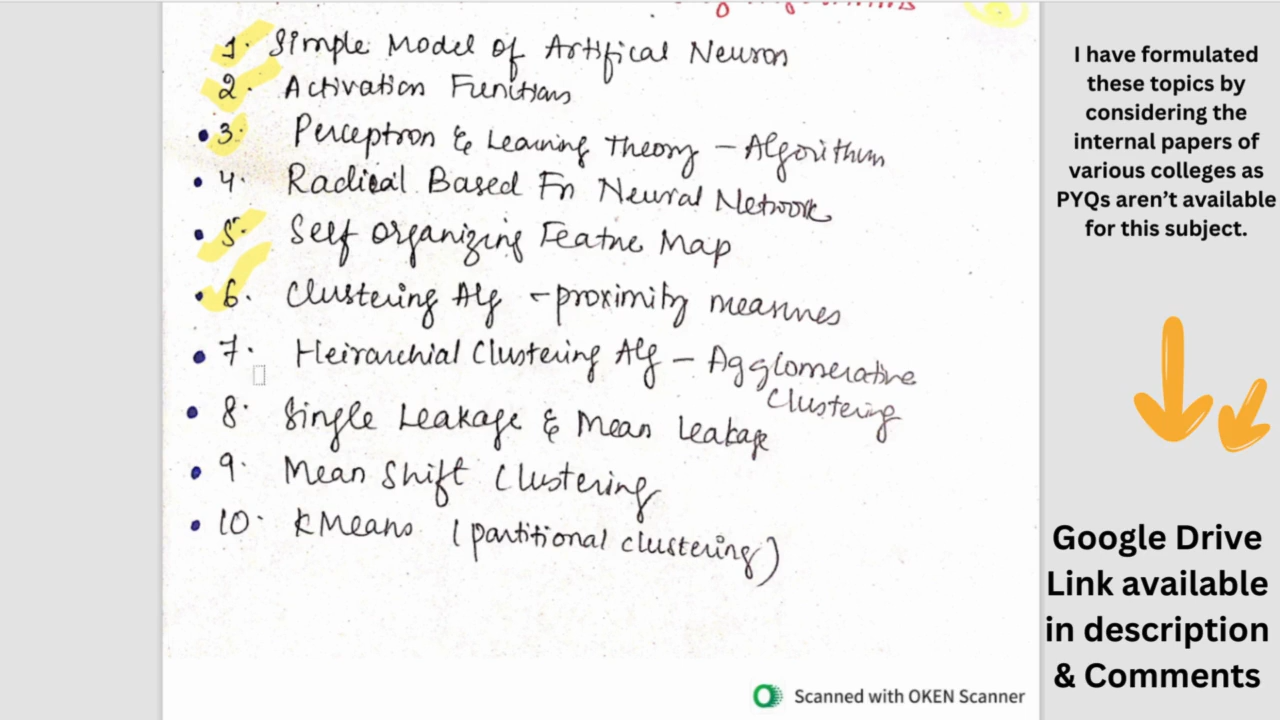 1. Simple Model of Artifical Neuron
2. Activation Funitions
3. Perceptron & Learning Theory - Algorithm
4. Radical Based Fn Neural Network
5. Self organizing Featue Map
6. Clustering Alg - proximity measures
7. Heirarchial Clustering Alg - Agglomerative
Clustering
8. Single Leakage & Mean Leakage
9. Mean Shift Clustering
10. KMeans (partitional clustering)
Scanned with OKEN Scanner
I have formulated
these topics by
considering the
internal papers of
various colleges as
PYQs aren't available
for this subject.
Google Drive
Link available
in description
& Comments